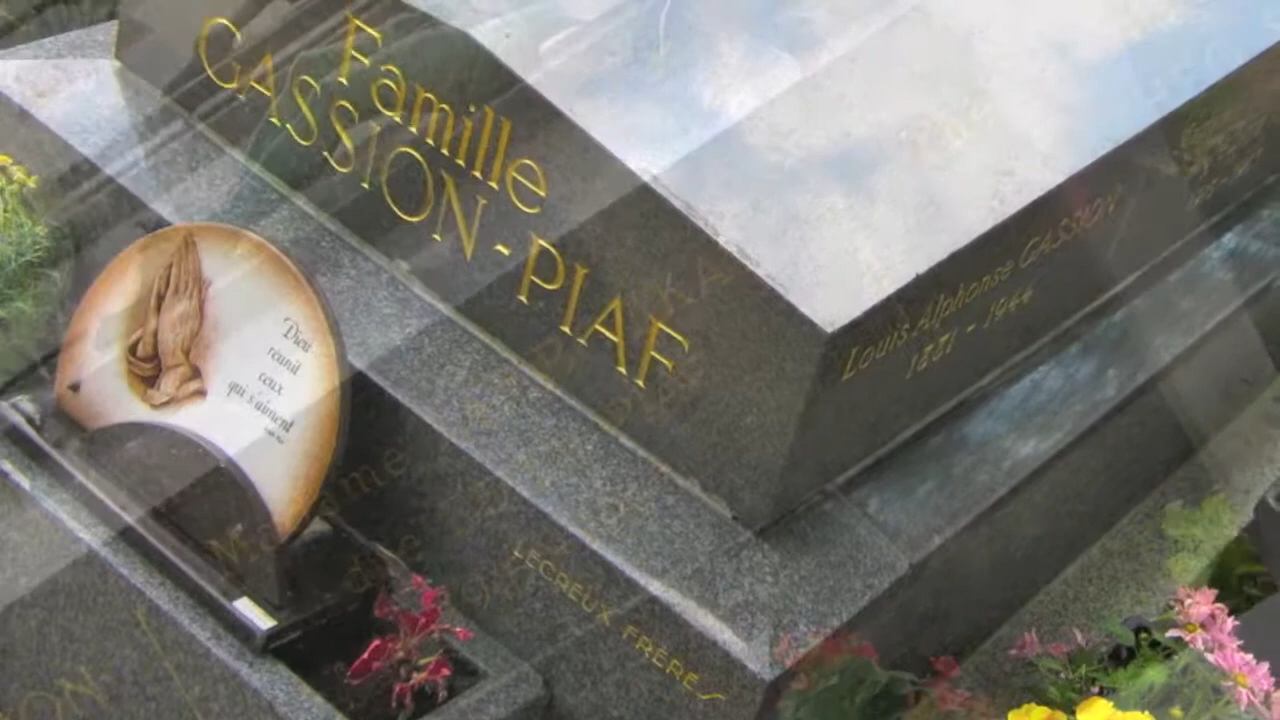 Famille
GASSION-PIAF
Louis Alphonse GASSION
1881 - 1944
Dieu
réunit
ceux
qui s'aiment
LECREUX FRÈRES